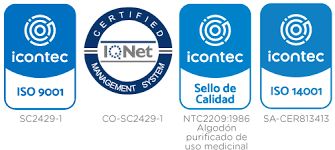 icontec
ISO 9001
SC2429-1
CERTIFIED
IQNet
MANAGEMENT SYSTEM
CO-SC2429-1
icontec
Sello de
Calidad
NTC2209:1986
Algodón
purificado de
uso medicinal
icontec
ISO 14001
SA-CER813413